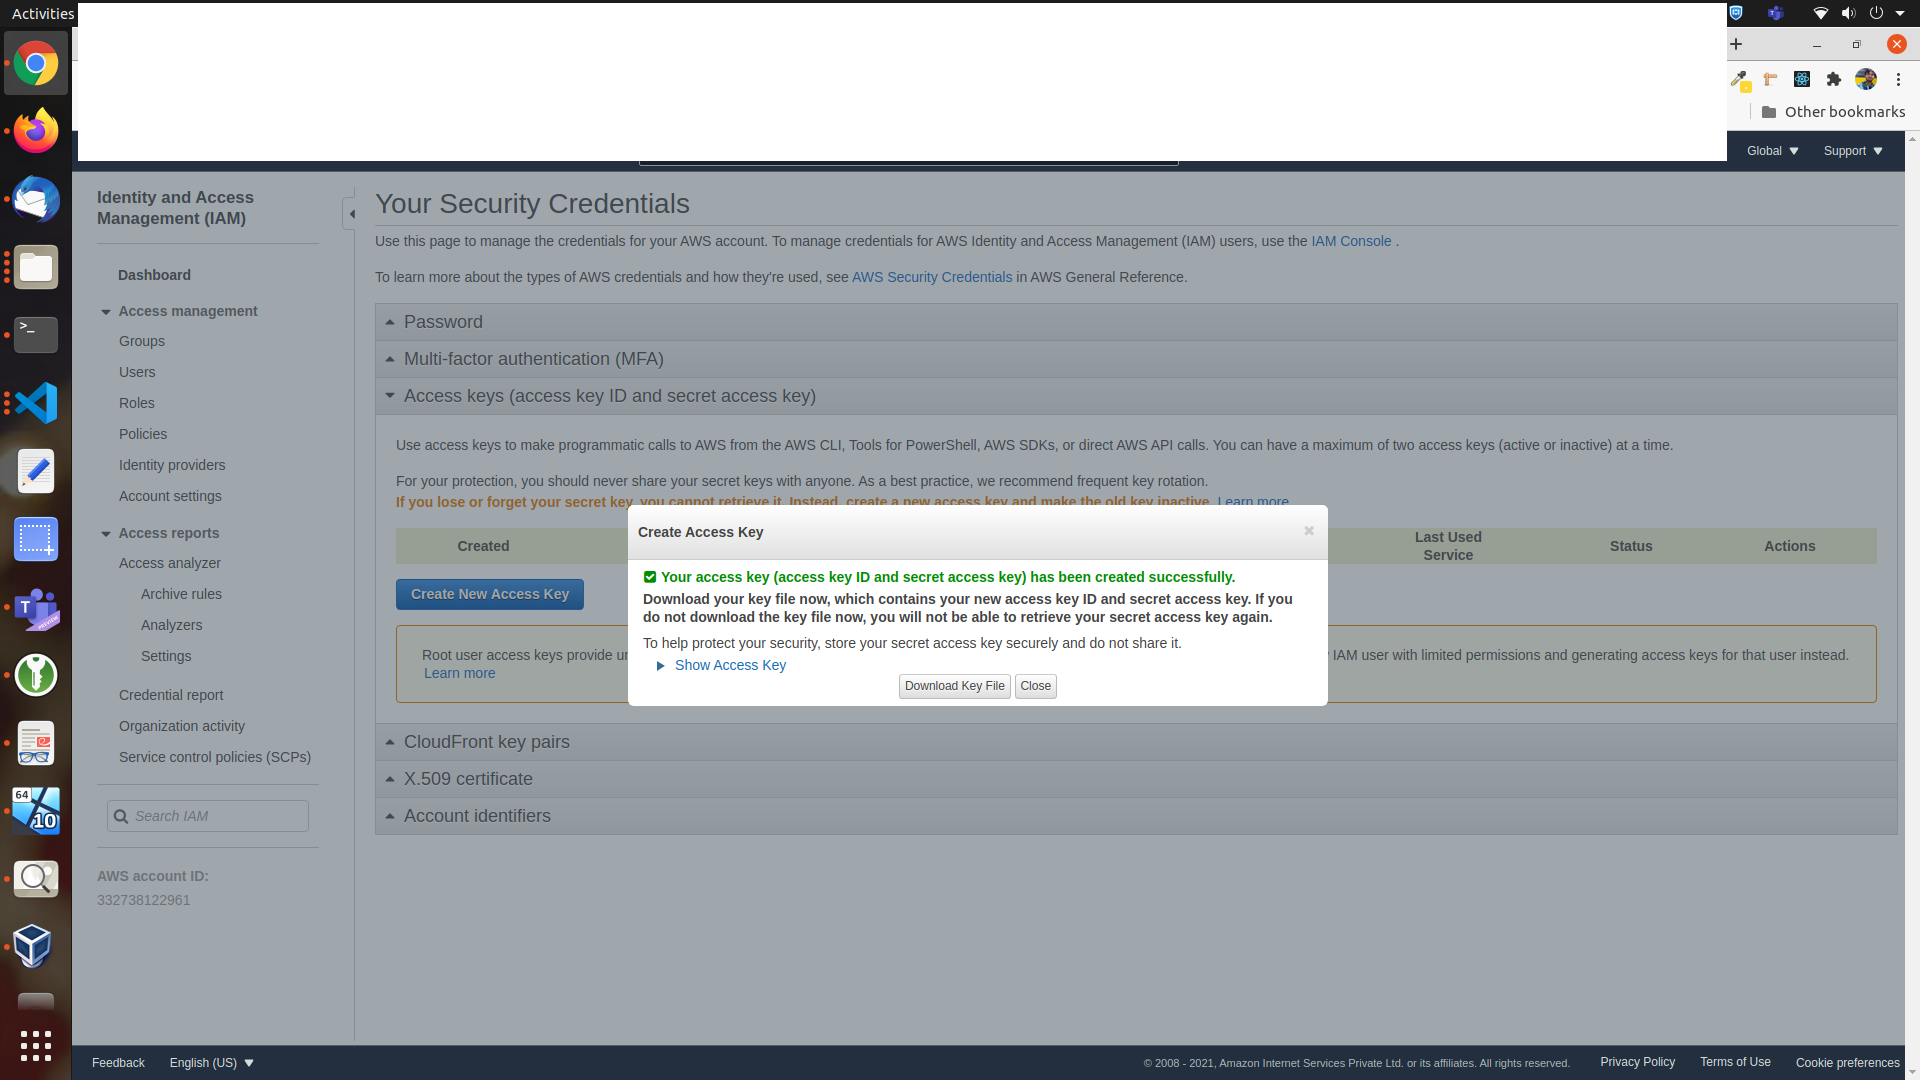 Activities
Other bookmarks
Global
Support
Identity and Access
Management (IAM)
Dashboard
Access management
Groups
Users
Roles
Policies
Identity providers
Account settings
Access reports
Access analyzer
Archive rules
Analyzers
Settings
Credential report
Organization activity
Service control policies (SCPs)
Search IAM
AWS account ID:
332738122961
Your Security Credentials
Use this page to manage the credentials for your AWS account. To manage credentials for AWS Identity and Access Management (IAM) users, use the IAM Console .
To learn more about the types of AWS credentials and how they're used, see AWS Security Credentials in AWS General Reference.
Password
Multi-factor authentication (MFA)
Access keys (access key ID and secret access key)
Use access keys to make programmatic calls to AWS from the AWS CLI, Tools for PowerShell, AWS SDKs, or direct AWS API calls. You can have a maximum of two access keys (active or inactive) at a time.
For your protection, you should never share your secret keys with anyone. As a best practice, we recommend frequent key rotation.
If you lose or forget your secret key, you cannot retrieve it. Instead, create a new access key and make the old key inactive. Learn more
Created
Last Used
Service
Status
Actions
Create New Access Key
Root user access keys provide
IAM user with limited permissions and generating access keys for that user instead.
Learn more
Create Access Key
Your access key (access key ID and secret access key) has been created successfully.
Download your key file now, which contains your new access key ID and secret access key. If you
do not download the key file now, you will not be able to retrieve your secret access key again.
To help protect your security, store your secret access key securely and do not share it.
Show Access Key
Download Key File
Close
CloudFront key pairs
X.509 certificate
Account identifiers
64
10
Feedback
English (US)
© 2008 - 2021, Amazon Internet Services Private Ltd. or its affiliates. All rights reserved.
Privacy Policy
Terms of Use
Cookie preferences